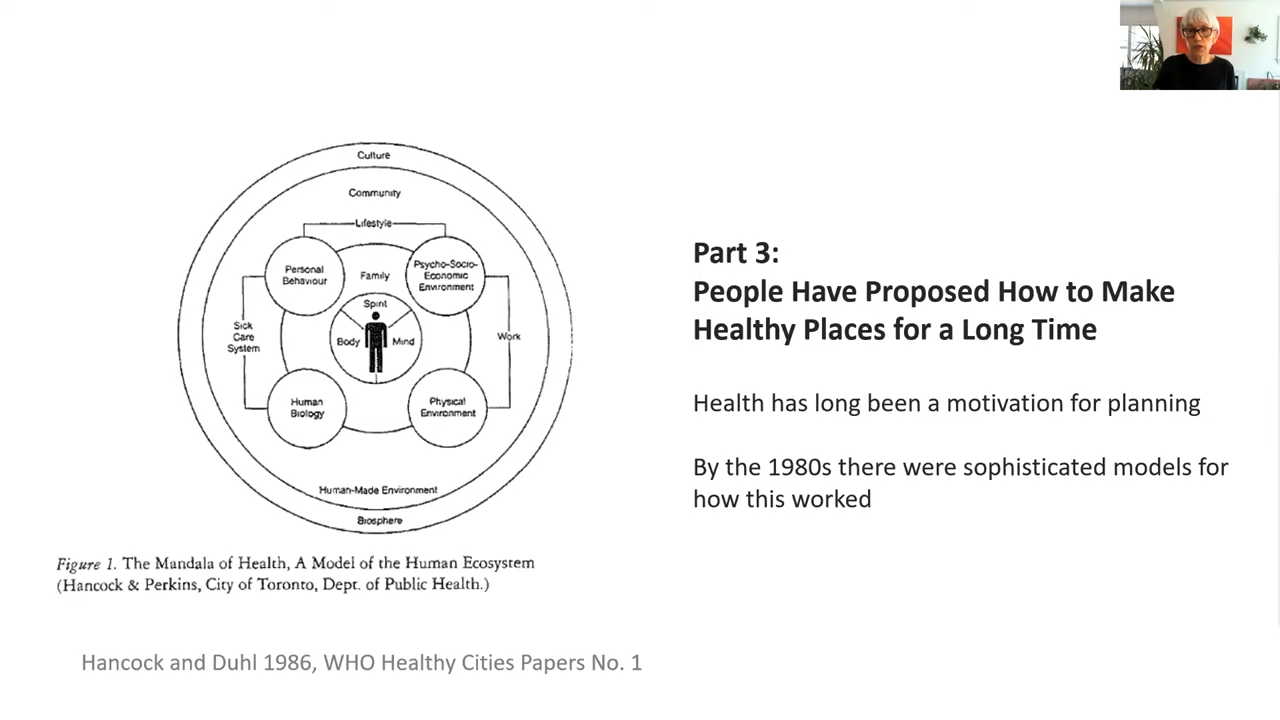 Culture
Community
Lifestyle
Personal
Behaviour
Psycho-Socio-
Economic
Environment
Family
Spirit
Body
Mind
Sick
Care
System
Work
Human
Biology
Physical
Environment
Human-Made Environment
Biosphere
Figure 1. The Mandala of Health, A Model of the Human Ecosystem
(Hancock & Perkins, City of Toronto, Dept. of Public Health.)
Hancock and Duhl 1986, WHO Healthy Cities Papers No. 1
Part 3:
People Have Proposed How to Make
Healthy Places for a Long Time
Health has long been a motivation for planning
By the 1980s there were sophisticated models for
how this worked